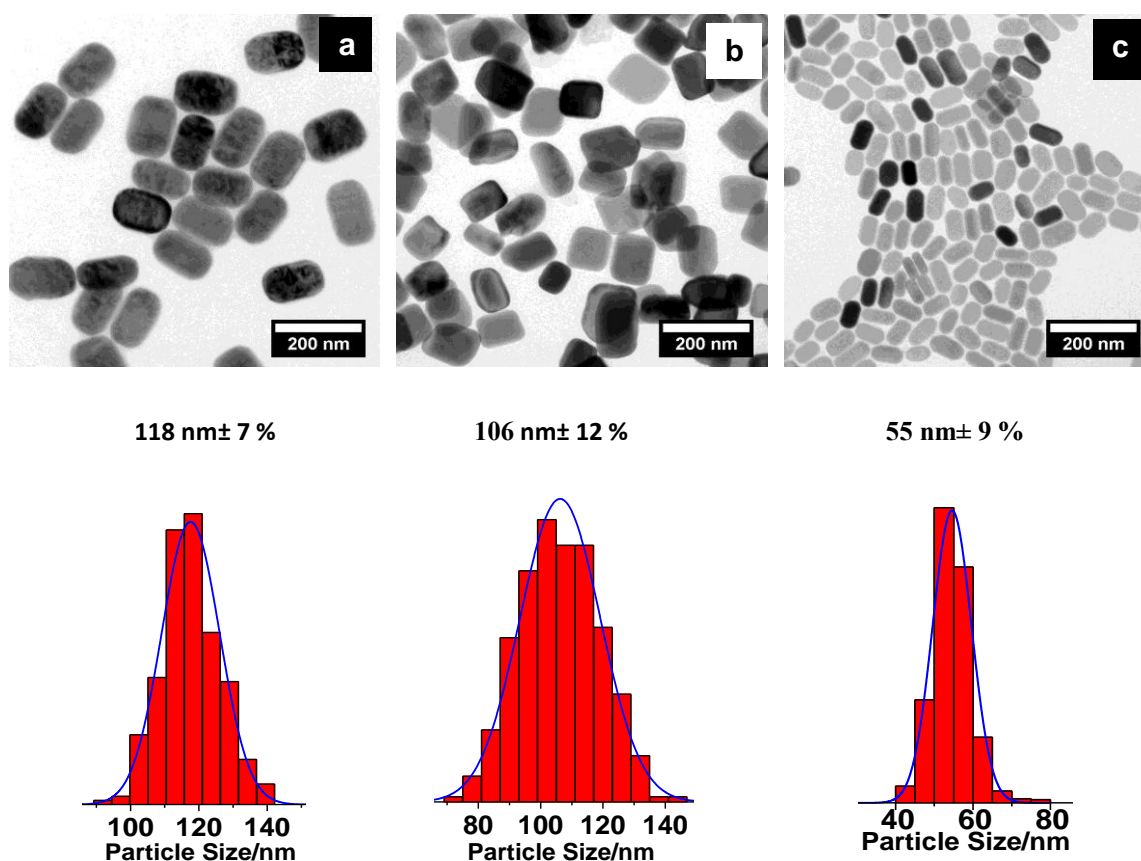 a
b
c
200 nm
200 nm
200 nm
118 nm± 7 %
106 nm± 12 %
55 nm± 9 %
100 120 140
Particle Size/nm
80 100 120 140
Particle Size/nm
40 60 80
Particle Size/nm